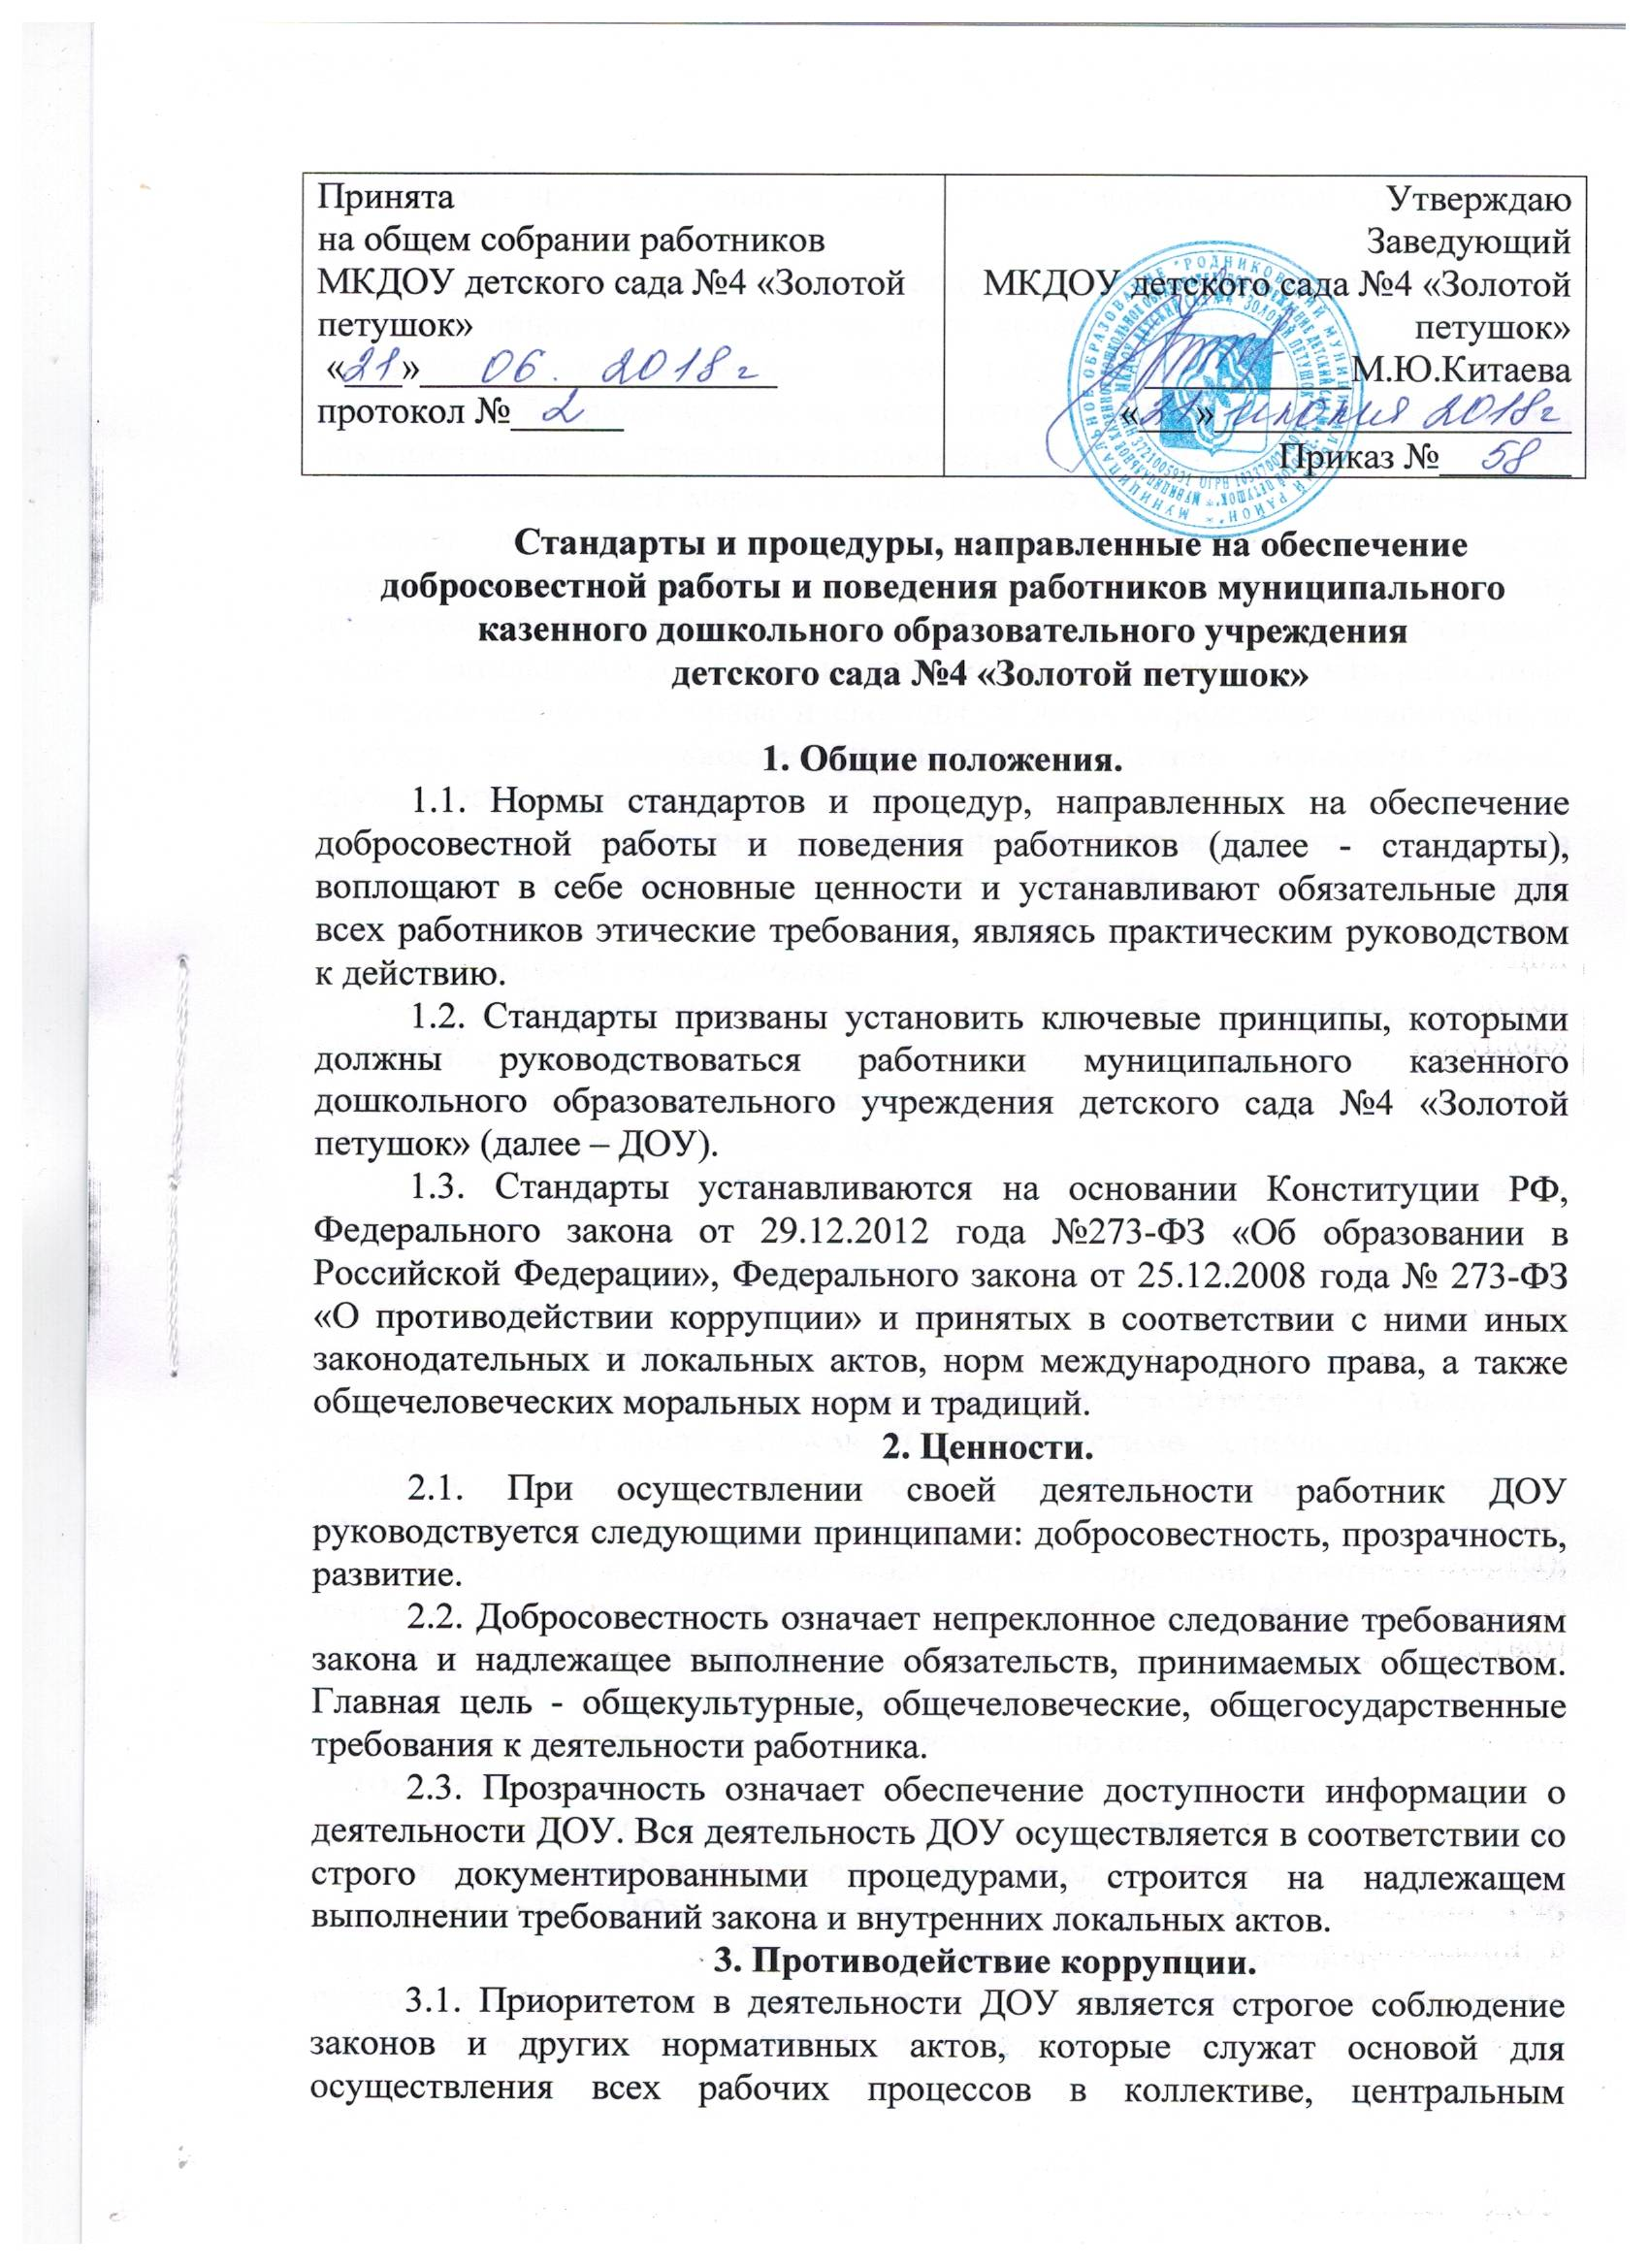 Принята
на общем собрании работников
МКДОУ детского сада №4 «Золотой
петушок»
«21» 06. 2018 г
протокол № 2
Утверждаю
Заведующий
МКДОУ детского сада №4 «Золотой
петушок»
М.Ю.Китаева
«21» июня 2018г
Приказ № 58
Стандарты и процедуры, направленные на обеспечение
добросовестной работы и поведения работников муниципального
казенного дошкольного образовательного учреждения
детского сада №4 «Золотой петушок»
1. Общие положения.
1.1. Нормы стандартов и процедур, направленных на обеспечение
добросовестной работы и поведения работников (далее - стандарты),
воплощают в себе основные ценности и устанавливают обязательные для
всех работников этические требования, являясь практическим руководством
к действию.
1.2. Стандарты призваны установить ключевые принципы, которыми
должны руководствоваться работники муниципального казенного
дошкольного образовательного учреждения детского сада №4 «Золотой
петушок» (далее – ДОУ).
1.3. Стандарты устанавливаются на основании Конституции РФ,
Федерального закона от 29.12.2012 года №273-ФЗ «Об образовании в
Российской Федерации», Федерального закона от 25.12.2008 года № 273-ФЗ
«О противодействии коррупции» и принятых в соответствии с ними иных
законодательных и локальных актов, норм международного права, а также
общечеловеческих моральных норм и традиций.
2. Ценности.
2.1. При осуществлении своей деятельности работник ДОУ
руководствуется следующими принципами: добросовестность, прозрачность,
развитие.
2.2. Добросовестность означает непреклонное следование требованиям
закона и надлежащее выполнение обязательств, принимаемых обществом.
Главная цель - общекультурные, общечеловеческие, общегосударственные
требования к деятельности работника.
2.3. Прозрачность означает обеспечение доступности информации о
деятельности ДОУ. Вся деятельность ДОУ осуществляется в соответствии со
строго документированными процедурами, строится на надлежащем
выполнении требований закона и внутренних локальных актов.
3. Противодействие коррупции.
3.1. Приоритетом в деятельности ДОУ является строгое соблюдение
законов и других нормативных актов, которые служат основой для
осуществления всех рабочих процессов в коллективе, центральным